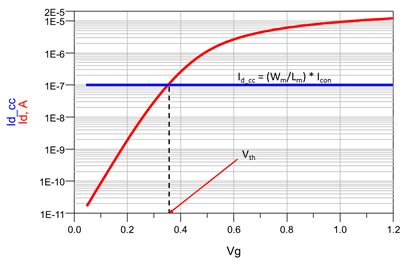 2E-5
1E-5
1E-6
1E-7
1E-8
1E-9
1E-10
1E-11
Id_cc
Id, A
I_d_cc = (W_m/L_m) * I_con
V_th
0.0 0.2 0.4 0.6 0.8 1.0 1.2
Vg